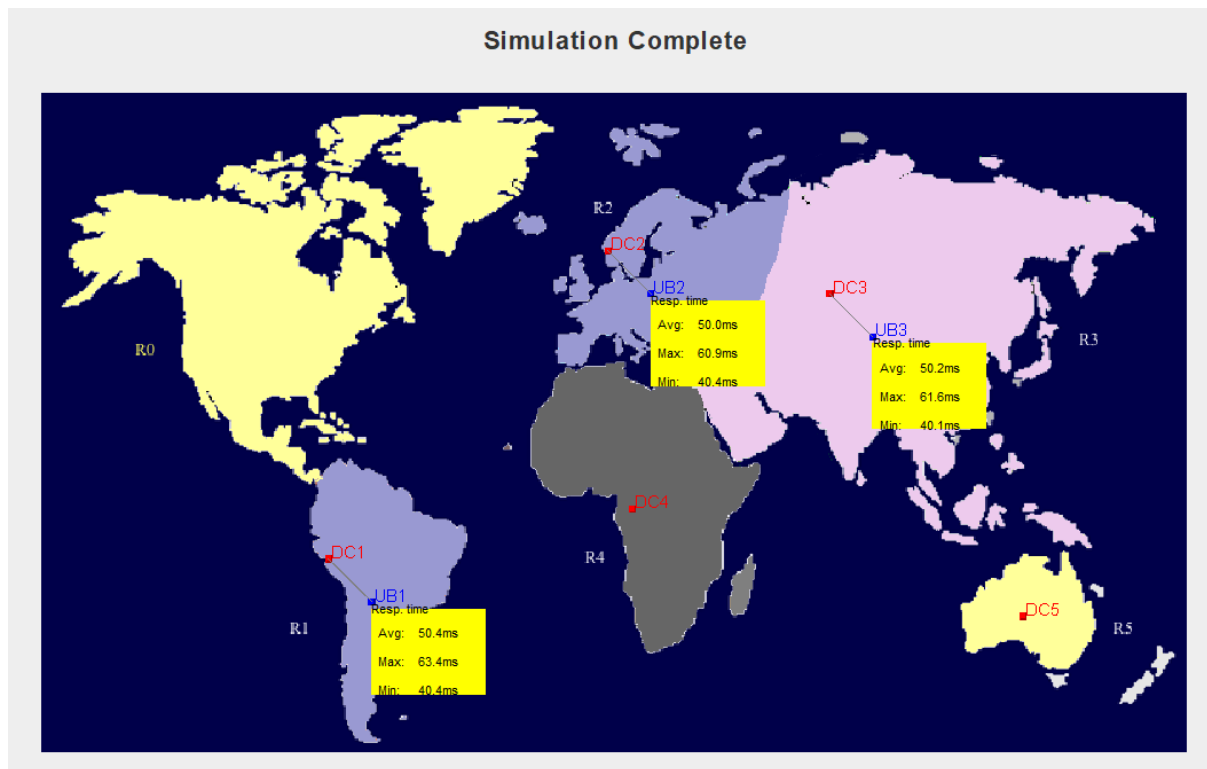 Simulation Complete
R2
DC2
UB2
Resp. time
Avg: 50.0ms
Max: 60.9ms
Min: 40.4ms
DC3
UB3
Resp. time
Avg: 50.2ms
Max: 61.6ms
Min: 40.1ms
R0
R3
DC4
R4
DC1
UB1
Resp. time
Avg: 50.4ms
Max: 63.4ms
Min: 40.4ms
R1
DC5
R5